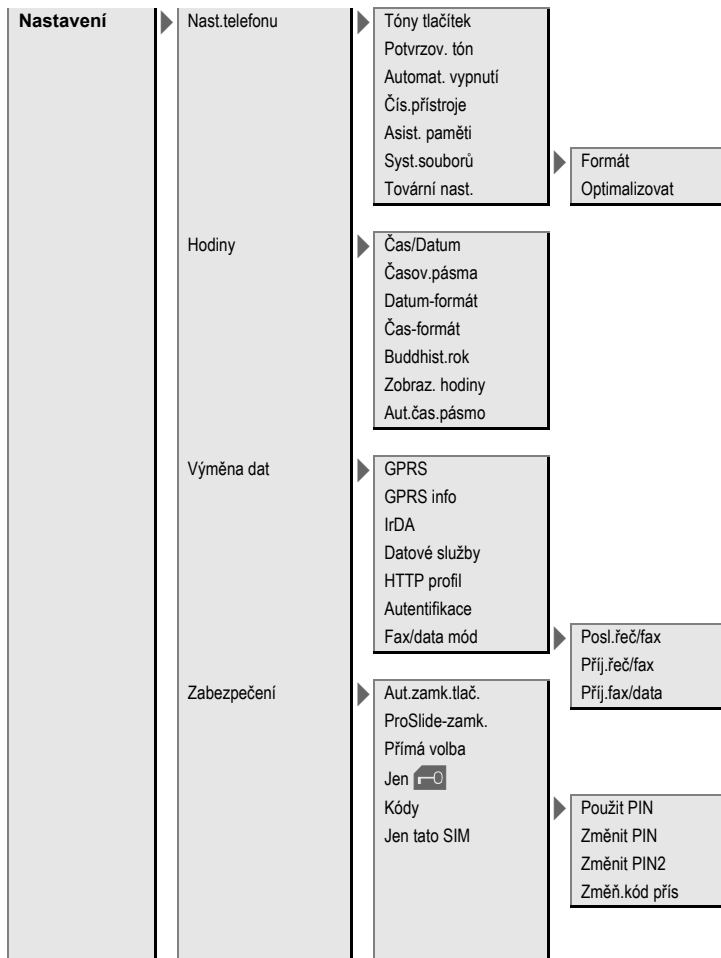 Nastavení
Nast.telefonu
Tóny tlačítek
Potvrzov. tón
Automat. vypnutí
Čís.přístroje
Asist. paměti
Syst.souborů
Formát
Optimalizovat
Tovární nast.
Hodiny
Čas/Datum
Časov.pásma
Datum-formát
Čas-formát
Buddhist.rok
Zobraz. hodiny
Aut.čas.pásmo
Výměna dat
GPRS
GPRS info
IrDA
Datové služby
HTTP profil
Autentifikace
Fax/data mód
Posl.řeč/fax
Příj.řeč/fax
Příj.fax/data
Zabezpečení
Aut.zamk.tlač.
ProSlide-zamk.
Přímá volba
Jen
Kódy
Použit PIN
Změnit PIN
Změnit PIN2
Změň.kód přís
Jen tato SIM